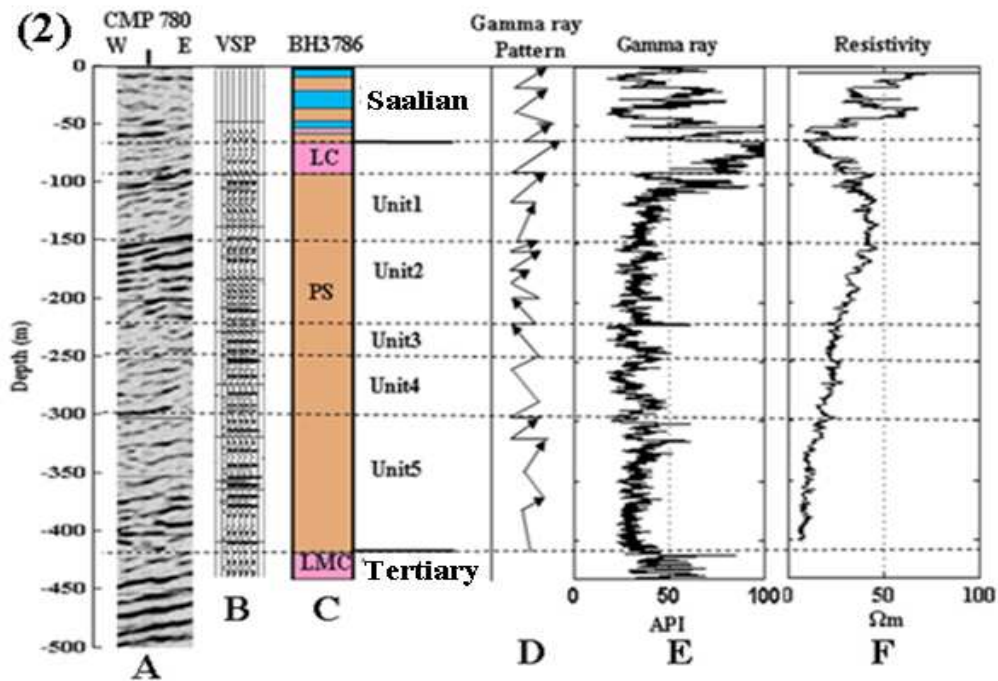 (2)
CMP 780
W E
VSP
BH3786
Gamma ray
Pattern
Gamma ray
Resistivity
0
-50
-100
-150
-200
-250
-300
-350
-400
-450
-500
Depth (m)
Saalian
LC
Unit1
Unit2
PS
Unit3
Unit4
Unit5
LMC
Tertiary
0 50 100
API
0 50 100
Ωm
A
B
C
D
E
F